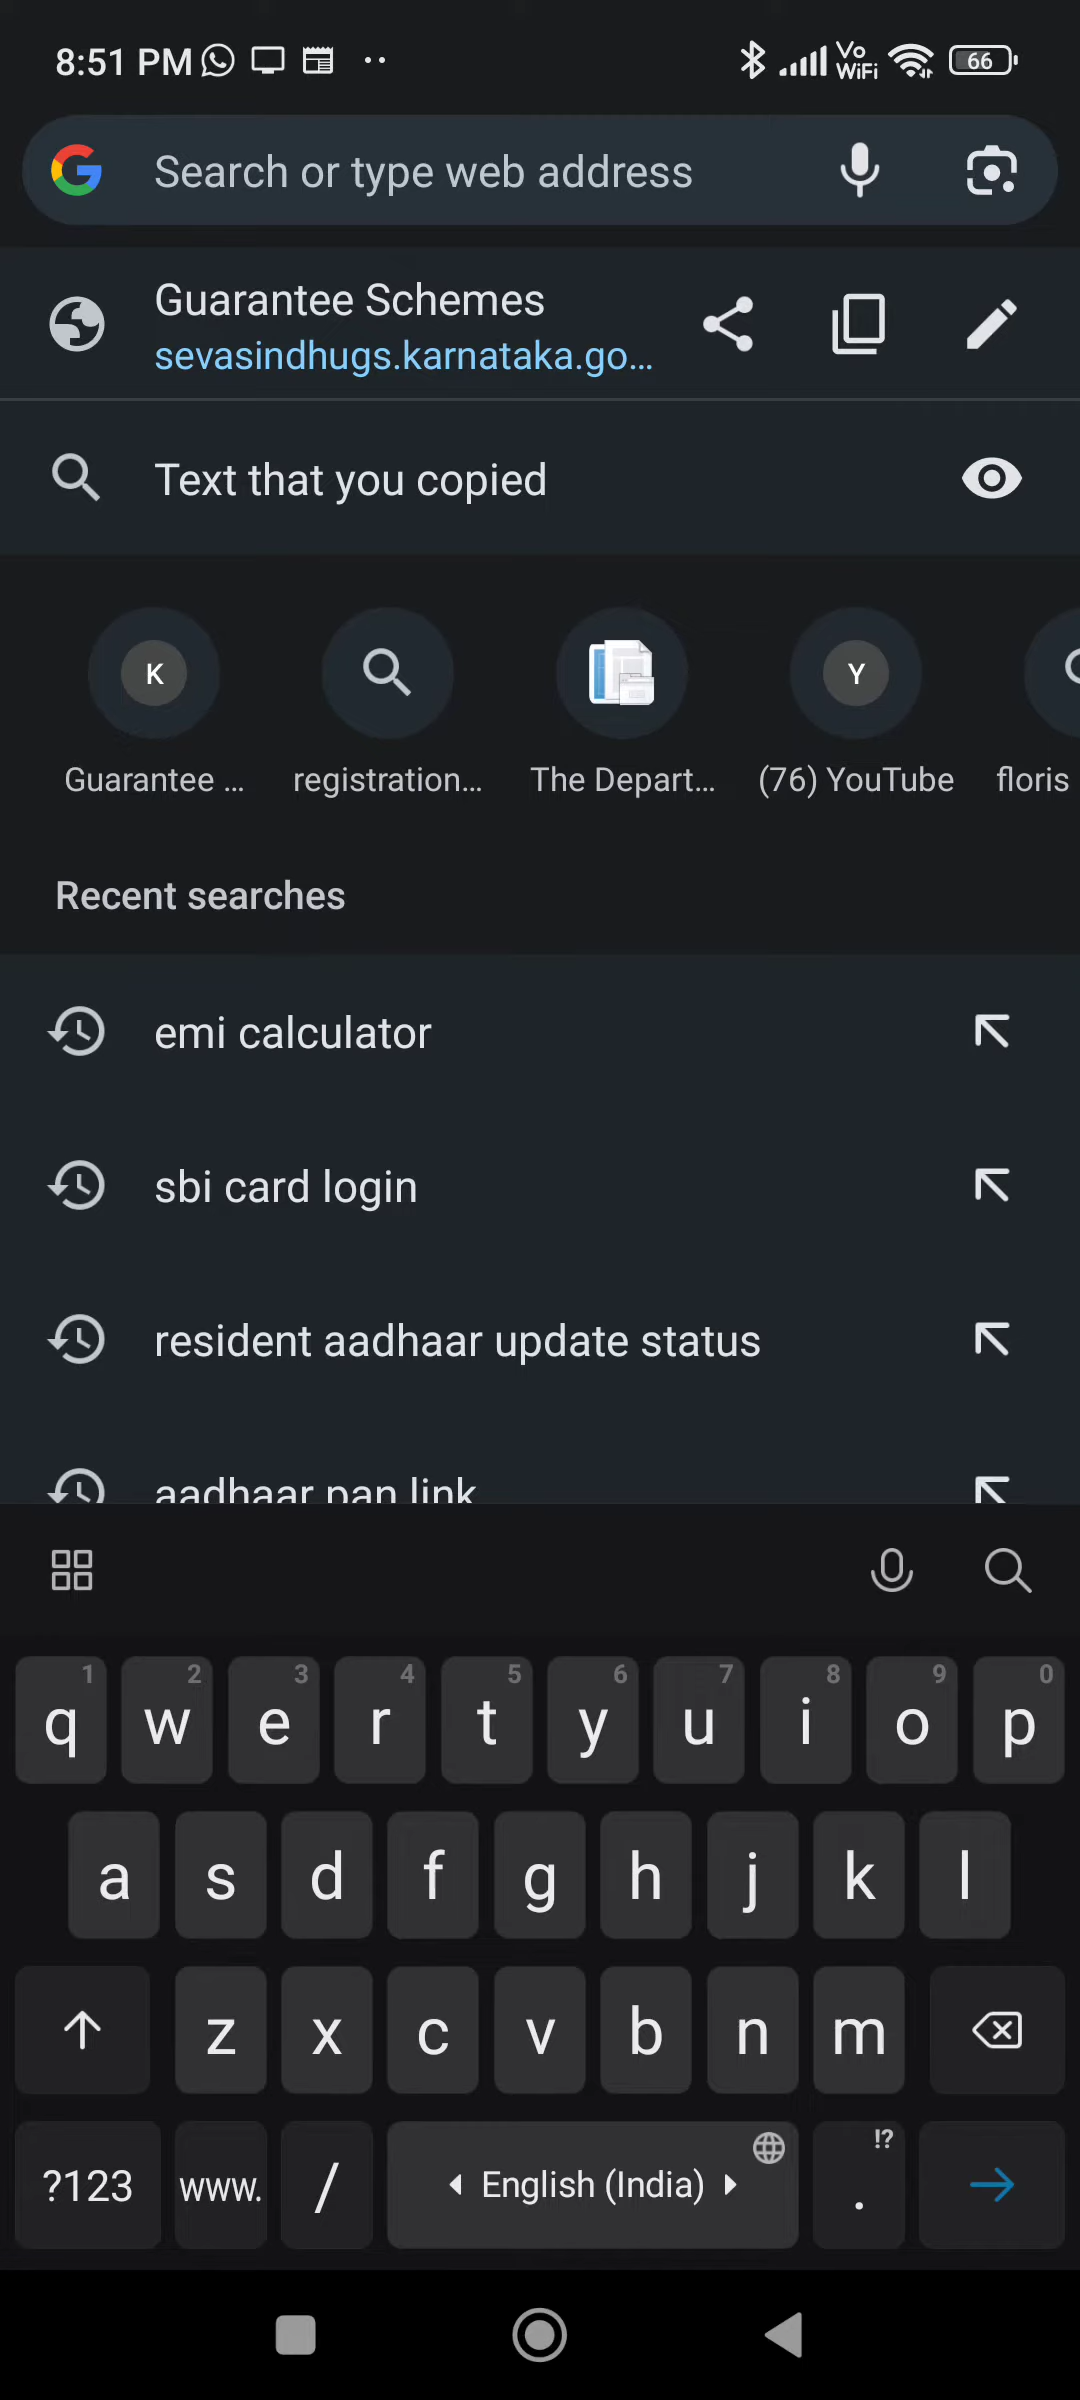 8:51 PM
Vo
WiFi
66
Search or type web address
Guarantee Schemes
sevasindhugs.karnataka.go...
Text that you copied
K
Y
Guarantee ...
registration...
The Depart...
(76) YouTube
floris
Recent searches
emi calculator
sbi card login
resident aadhaar update status
aadhaar pan link
1 2 3 4 5 6 7 8 9 0
q w e r t y u i o p
a s d f g h j k l
z x c v b n m
!?
?123 www. / English (India) .